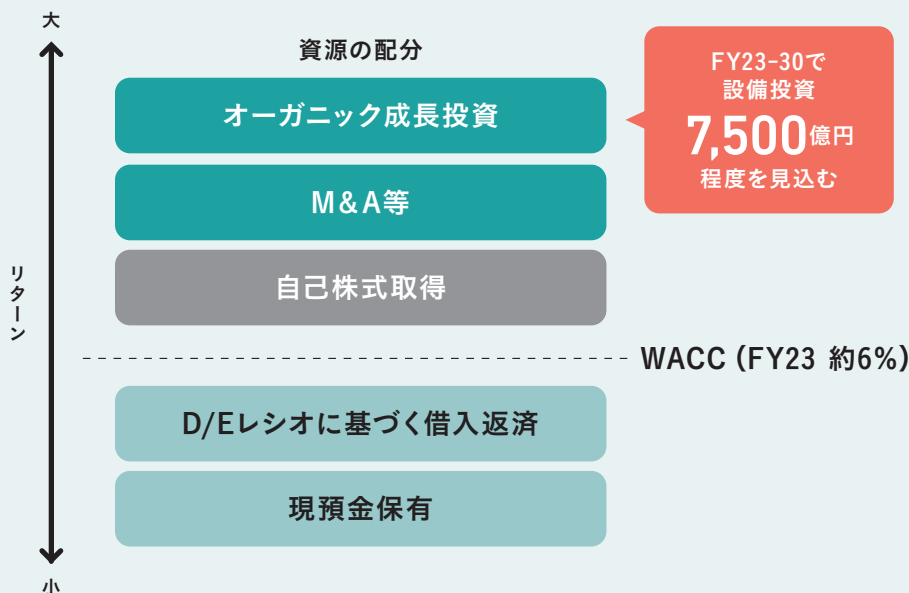 大
資源の配分
オーガニック成長投資
FY23-30で
設備投資
7,500億円
程度を見込む
M&A等
自己株式取得
リターン
WACC (FY23 約6%)
D/Eレシオに基づく借入返済
現預金保有
小